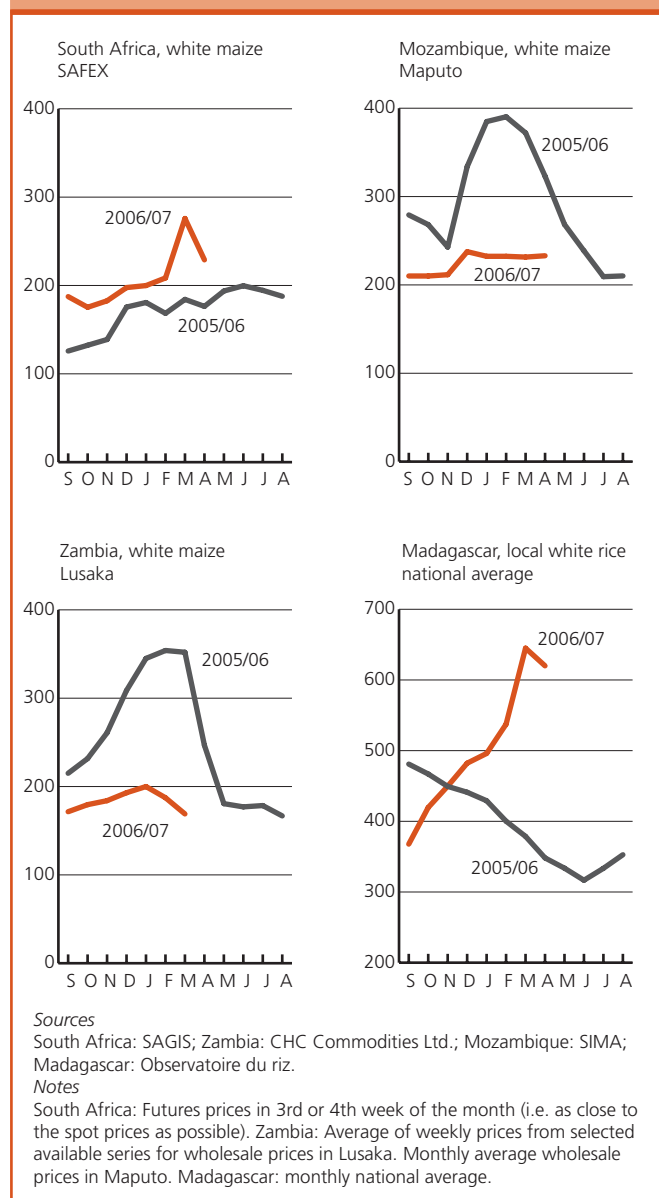 South Africa, white maize
SAFEX
400
300
200
100
0
2006/07
2005/06
S O N D J F M A M J J A
Mozambique, white maize
Maputo
400
300
200
100
0
2005/06
2006/07
S O N D J F M A M J J A
Zambia, white maize
Lusaka
400
300
200
100
0
2005/06
2006/07
S O N D J F M A M J J A
Madagascar, local white rice
national average
700
600
500
400
300
200
2006/07
2005/06
S O N D J F M A M J J A
Sources
South Africa: SAGIS; Zambia: CHC Commodities Ltd.; Mozambique: SIMA;
Madagascar: Observatoire du riz.
Notes
South Africa: Futures prices in 3rd or 4th week of the month (i.e. as close to
the spot prices as possible). Zambia: Average of weekly prices from selected
available series for wholesale prices in Lusaka. Monthly average wholesale
prices in Maputo. Madagascar: monthly national average.